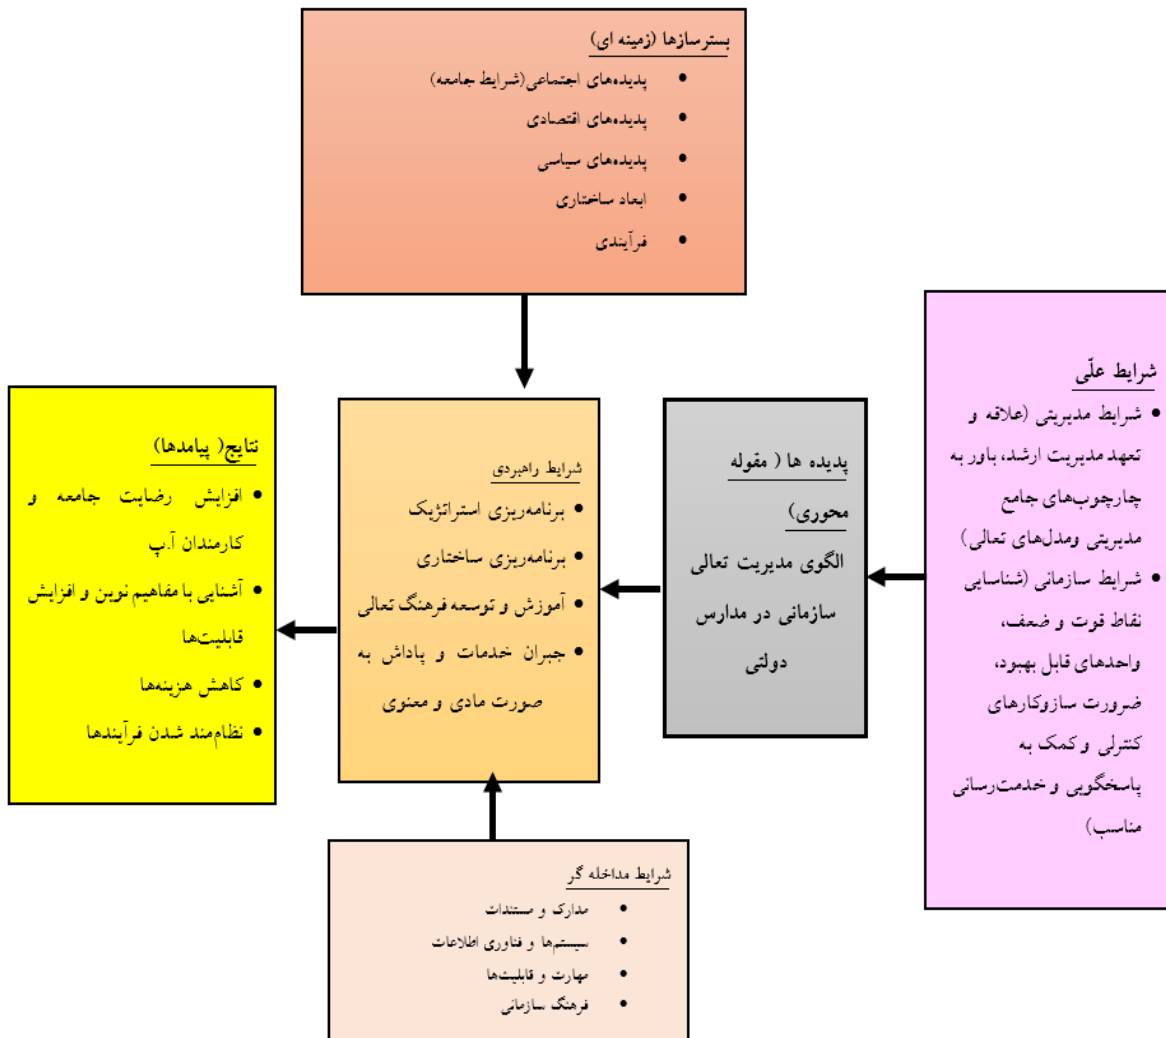 بسترسازها (زمینه ای)
• پدیده‌های اجتماعی(شرایط جامعه)
• پدیده‌های اقتصادی
• پدیده‌های سیاسی
• ابعاد ساختاری
• فرآیندی
شرایط علّی
• شرایط مدیریتی (علاقه و
تعهد مدیریت ارشد، باور به
چارچوب‌های جامع
مدیریتی ومدل‌های تعالی)
• شرایط سازمانی (شناسایی
نقاط قوت و ضعف،
واحدهای قابل بهبود،
ضرورت سازوکارهای
کنترلی و کمک به
پاسخگویی و خدمت‌رسانی
مناسب)
پدیده ها ( مقوله
محوری)
الگوی مدیریت تعالی
سازمانی در مدارس
دولتی
شرایط راهبردی
• برنامه‌ریزی استراتژیک
• برنامه‌ریزی ساختاری
• آموزش و توسعه فرهنگ تعالی
• جبران خدمات و پاداش به
صورت مادی و معنوی
نتایج( پیامدها)
• افزایش رضایت جامعه و
کارمندان آ.پ
• آشنایی با مفاهیم نوین و افزایش
قابلیت‌ها
• کاهش هزینه‌ها
• نظام‌مند شدن فرآیندها
شرایط مداخله گر
• مدارک و مستندات
• سیستم‌ها و فناوری اطلاعات
• مهارت و قابلیت‌ها
• فرهنگ سازمانی